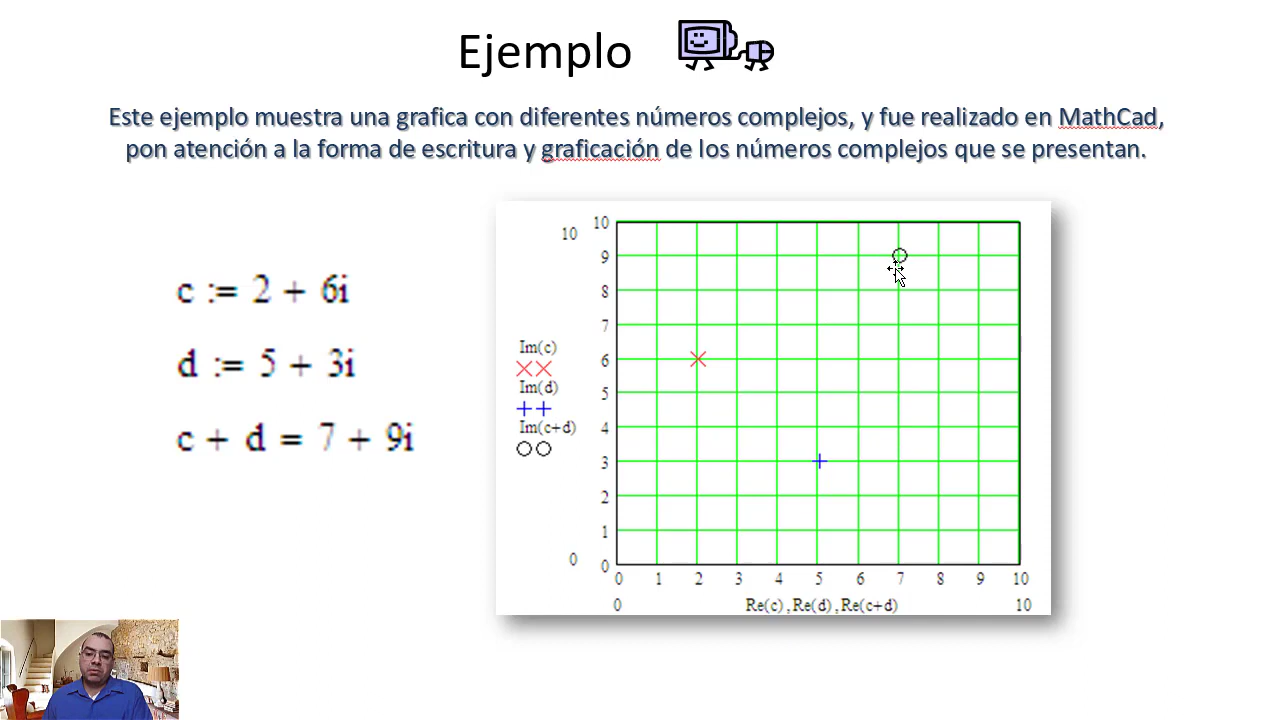 Ejemplo
Este ejemplo muestra una grafica con diferentes números complejos, y fue realizado en MathCad,
pon atención a la forma de escritura y graficación de los números complejos que se presentan.
c := 2 + 6i
d := 5 + 3i
c + d = 7 + 9i
10
10
9
8
7
6
5
4
3
2
1
0
0
Im(c)
Im(d)
Im(c+d)
0 1 2 3 4 5 6 7 8 9 10
0 Re(c) , Re(d) , Re(c+d) 10